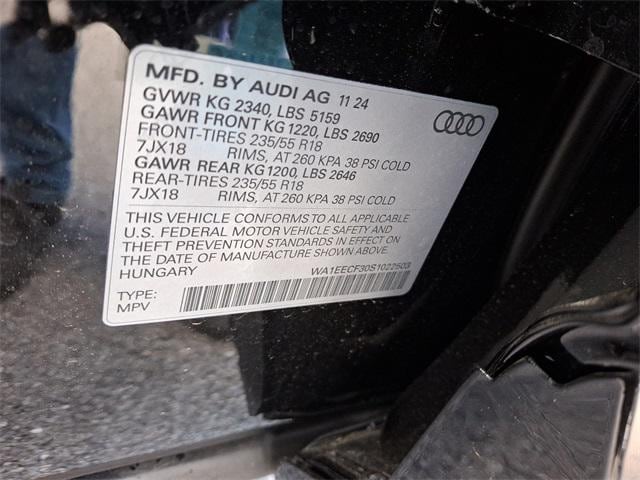 MFD. BY AUDI AG 11 24
GVWR KG 2340, LBS 5159
GAWR FRONT KG 1220, LBS 2690
FRONT-TIRES 235/55 R18
7JX18 RIMS, AT 260 KPA 38 PSI COLD
GAWR REAR KG 1200, LBS 2646
REAR-TIRES 235/55 R18
7JX18 RIMS, AT 260 KPA 38 PSI COLD
THIS VEHICLE CONFORMS TO ALL APPLICABLE
U.S. FEDERAL MOTOR VEHICLE SAFETY AND
THEFT PREVENTION STANDARDS IN EFFECT ON
THE DATE OF MANUFACTURE SHOWN ABOVE.
HUNGARY WA1EECF30S1022503
TYPE:
MPV